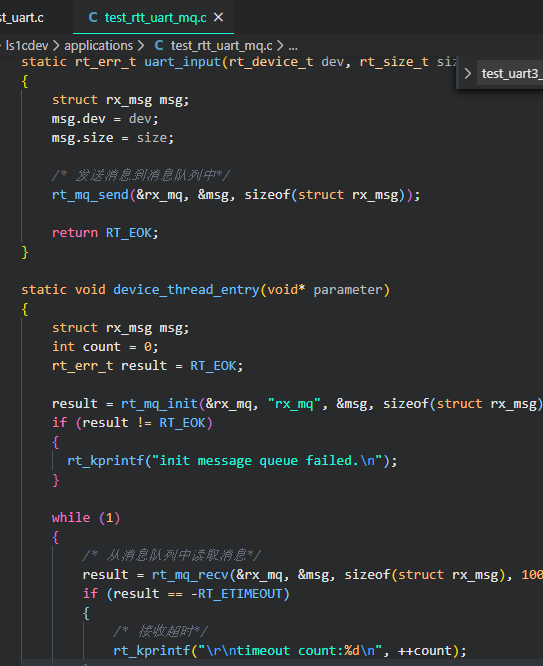 t_uart.c
C test_rtt_uart_mq.c ×
ls1cdev > applications > C test_rtt_uart_mq.c > ...
static rt_err_t uart_input(rt_device_t dev, rt_size_t siz
> test_uart3_
{
struct rx_msg msg;
msg.dev = dev;
msg.size = size;
/* 发送消息到消息队列中*/
rt_mq_send(&rx_mq, &msg, sizeof(struct rx_msg));
return RT_EOK;
}
static void device_thread_entry(void* parameter)
{
struct rx_msg msg;
int count = 0;
rt_err_t result = RT_EOK;
result = rt_mq_init(&rx_mq, "rx_mq", &msg, sizeof(struct rx_msg)
if (result != RT_EOK)
{
rt_kprintf("init message queue failed.\n");
}
while (1)
{
/* 从消息队列中读取消息*/
result = rt_mq_recv(&rx_mq, &msg, sizeof(struct rx_msg), 100
if (result == -RT_ETIMEOUT)
{
/* 接收超时*/
rt_kprintf("\r\ntimeout count:%d\n", ++count);